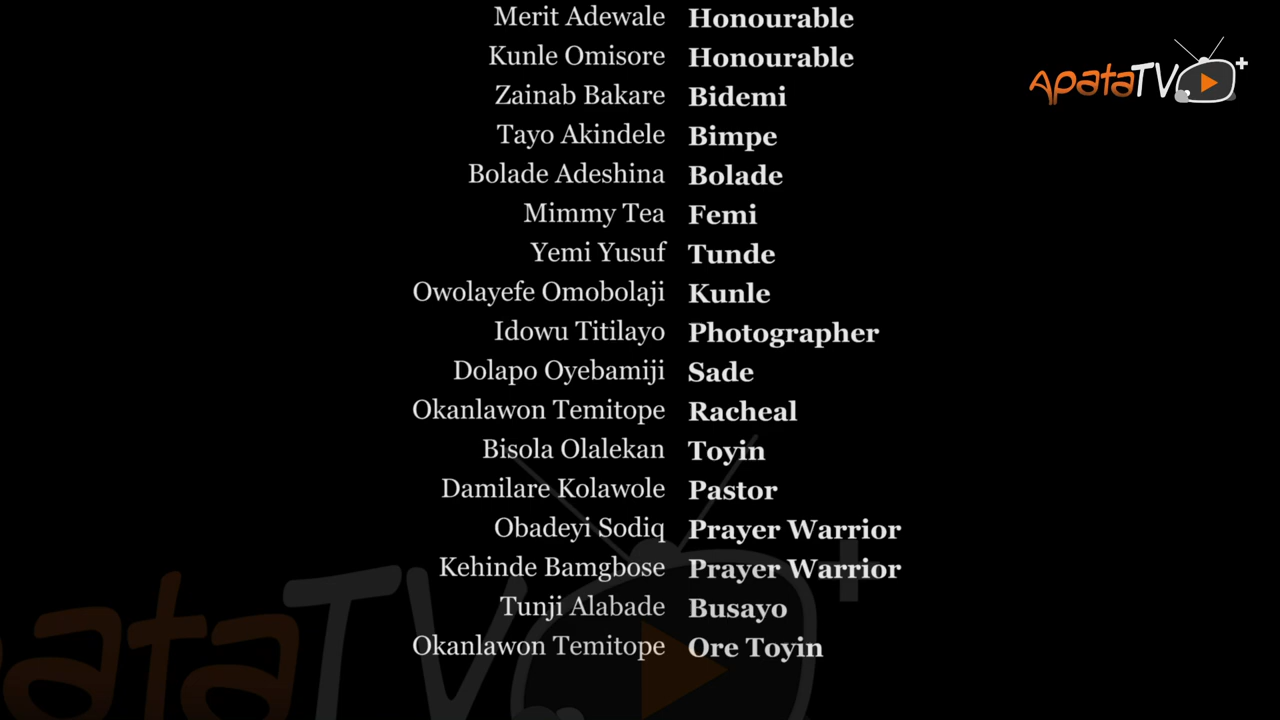 Merit Adewale Honourable
Kunle Omisore Honourable
Zainab Bakare Bidemi
Tayo Akindele Bimpe
Bolade Adeshina Bolade
Mimmy Tea Femi
Yemi Yusuf Tunde
Owolayefe Omobolaji Kunle
Idowu Titilayo Photographer
Dolapo Oyebamiji Sade
Okanlawon Temitope Racheal
Bisola Olalekan Toyin
Damilare Kolawole Pastor
Obadeyi Sodiq Prayer Warrior
Kehinde Bamgbose Prayer Warrior
Tunji Alabade Busayo
Okanlawon Temitope Ore Toyin
ApataTV+
pataTV+